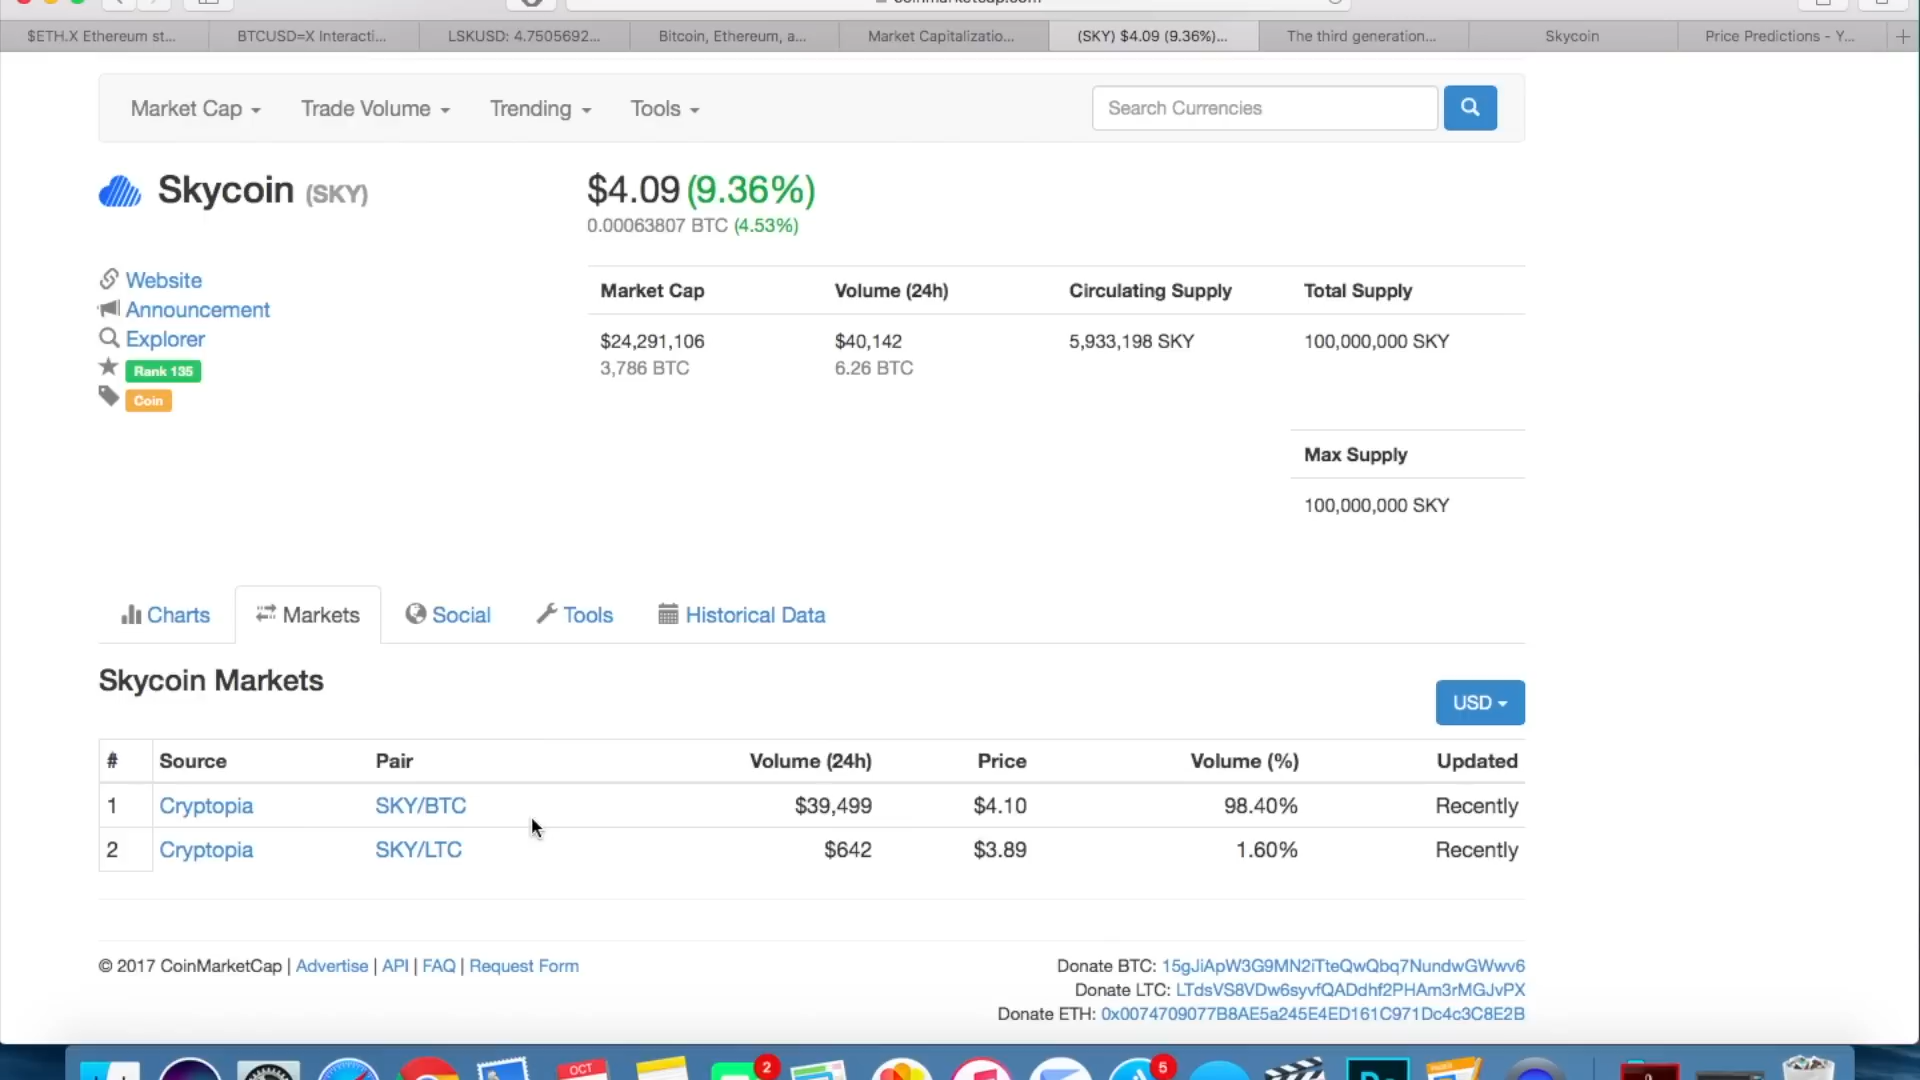 $ETH.X Ethereum st...
BTCUSD=X Interacti...
LSKUSD: 4.7505692...
Bitcoin, Ethereum, a...
Market Capitalizatio...
(SKY) $4.09 (9.36%)...
The third generation...
Skycoin
Price Predictions - Y...
Market Cap
Trade Volume
Trending
Tools
Search Currencies
Skycoin (SKY)
$4.09 (9.36%)
0.00063807 BTC (4.53%)
Website
Announcement
Explorer
Rank 135
Coin
Market Cap Volume (24h) Circulating Supply Total Supply
$24,291,106 $40,142 5,933,198 SKY 100,000,000 SKY
3,786 BTC 6.26 BTC
Max Supply
100,000,000 SKY
Charts Markets Social Tools Historical Data
Skycoin Markets
USD
# Source Pair Volume (24h) Price Volume (%) Updated
1 Cryptopia SKY/BTC $39,499 $4.10 98.40% Recently
2 Cryptopia SKY/LTC $642 $3.89 1.60% Recently
© 2017 CoinMarketCap | Advertise | API | FAQ | Request Form
Donate BTC: 15gJiApW3G9MN2iTteQwQbq7NundwGWwv6
Donate LTC: LTdsVS8VDw6syvfQADdhf2PHAm3rMGJvPX
Donate ETH: 0x0074709077B8AE5a245E4ED161C971Dc4c3C8E2B
OCT
2
5